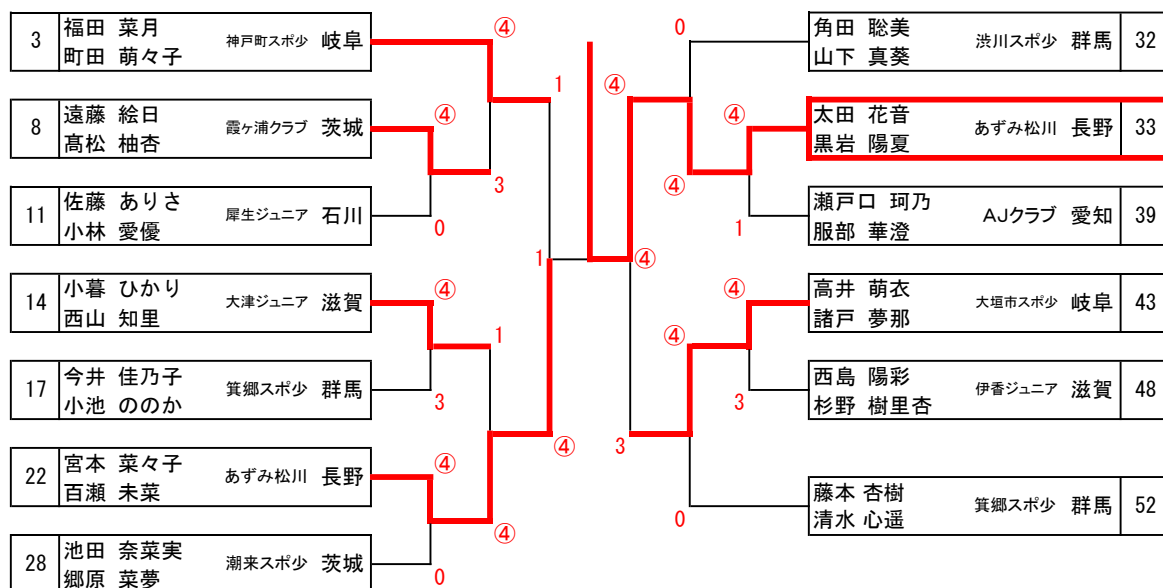 3 福田 菜月 神戸町スポ少 岐阜
町田 萌々子
8 遠藤 絵日 霞ヶ浦クラブ 茨城
髙松 柚杏
11 佐藤 ありさ 犀生ジュニア 石川
小林 愛優
14 小暮 ひかり 大津ジュニア 滋賀
西山 知里
17 今井 佳乃子 箕郷スポ少 群馬
小池 ののか
22 宮本 菜々子 あずみ松川 長野
百瀬 未菜
28 池田 奈菜実 潮来スポ少 茨城
郷原 菜夢
④
1
④
3
0
④
1
3
④
④
④
0
1
④
0
④
④
④
1
④
④
④
3
3
0
角田 聡美 渋川スポ少 群馬 32
山下 真葵
太田 花音 あずみ松川 長野 33
黒岩 陽夏
瀬戸口 珂乃 AJクラブ 愛知 39
服部 華澄
高井 萌衣 大垣市スポ少 岐阜 43
諸戸 夢那
西島 陽彩 伊香ジュニア 滋賀 48
杉野 樹里杏
藤本 杏樹 箕郷スポ少 群馬 52
清水 心遥